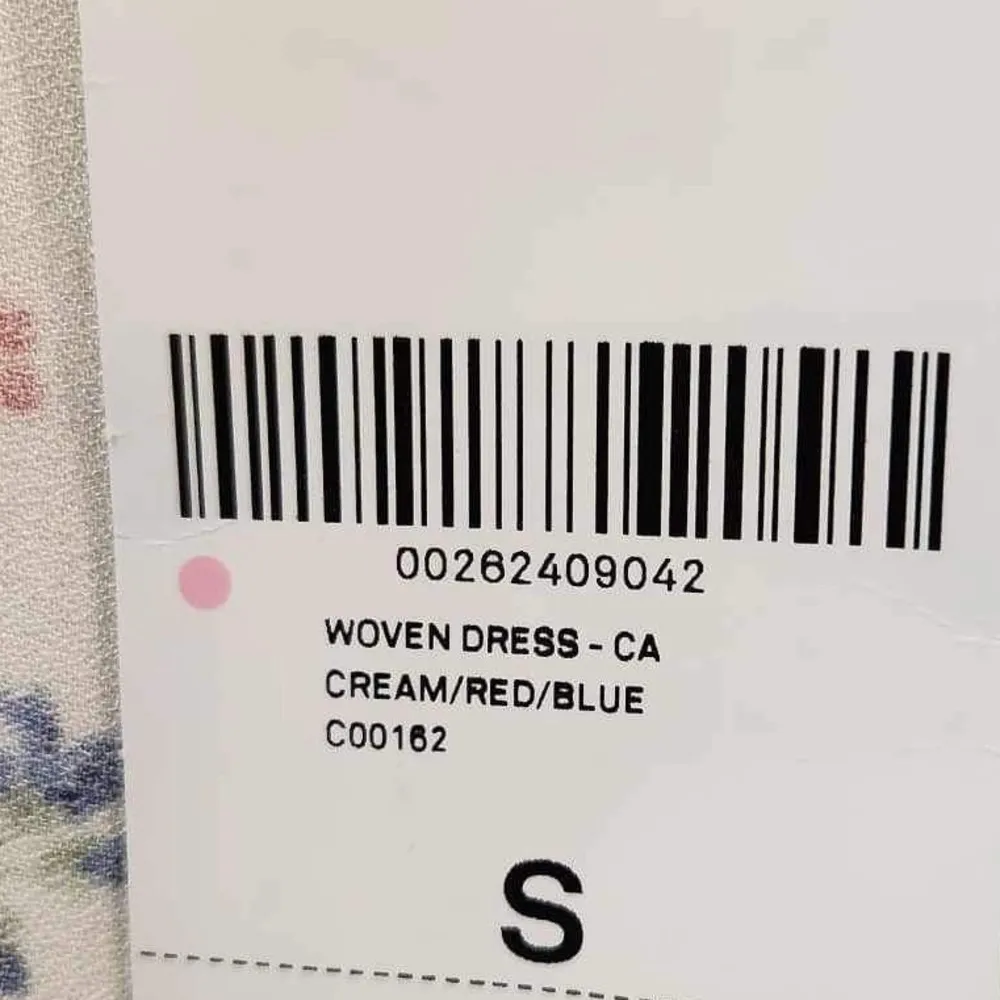 00262409042
WOVEN DRESS - CA
CREAM/RED/BLUE
C00162
S